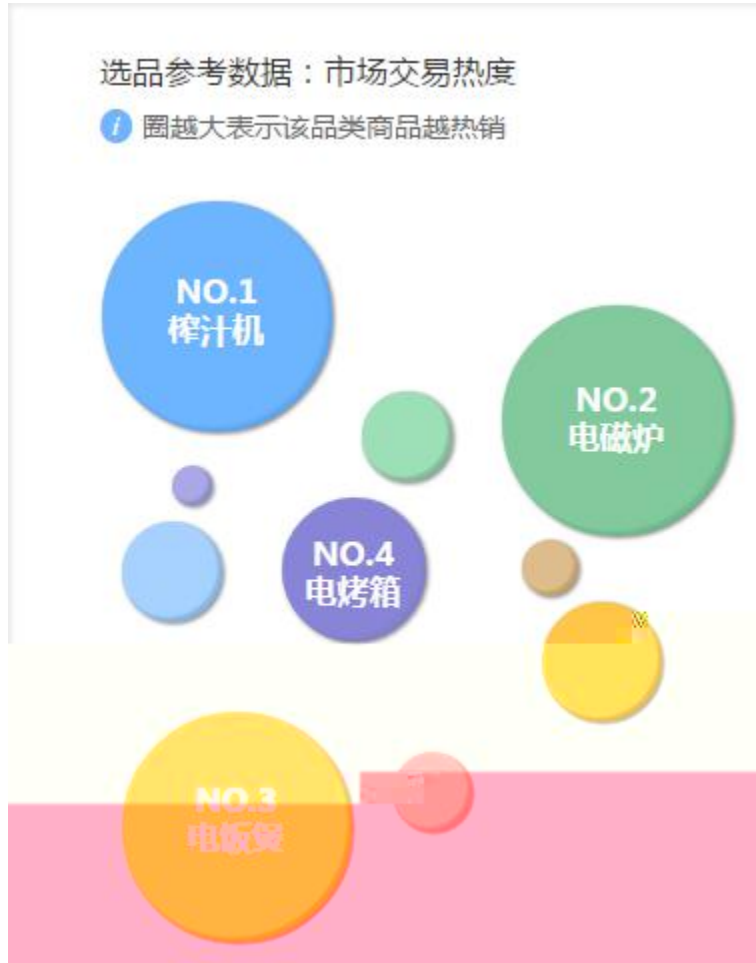 选品参考数据：市场交易热度
i 圈越大表示该品类商品越热销
NO.1
榨汁机
NO.2
电磁炉
NO.4
电烤箱
NO.3
电饭煲